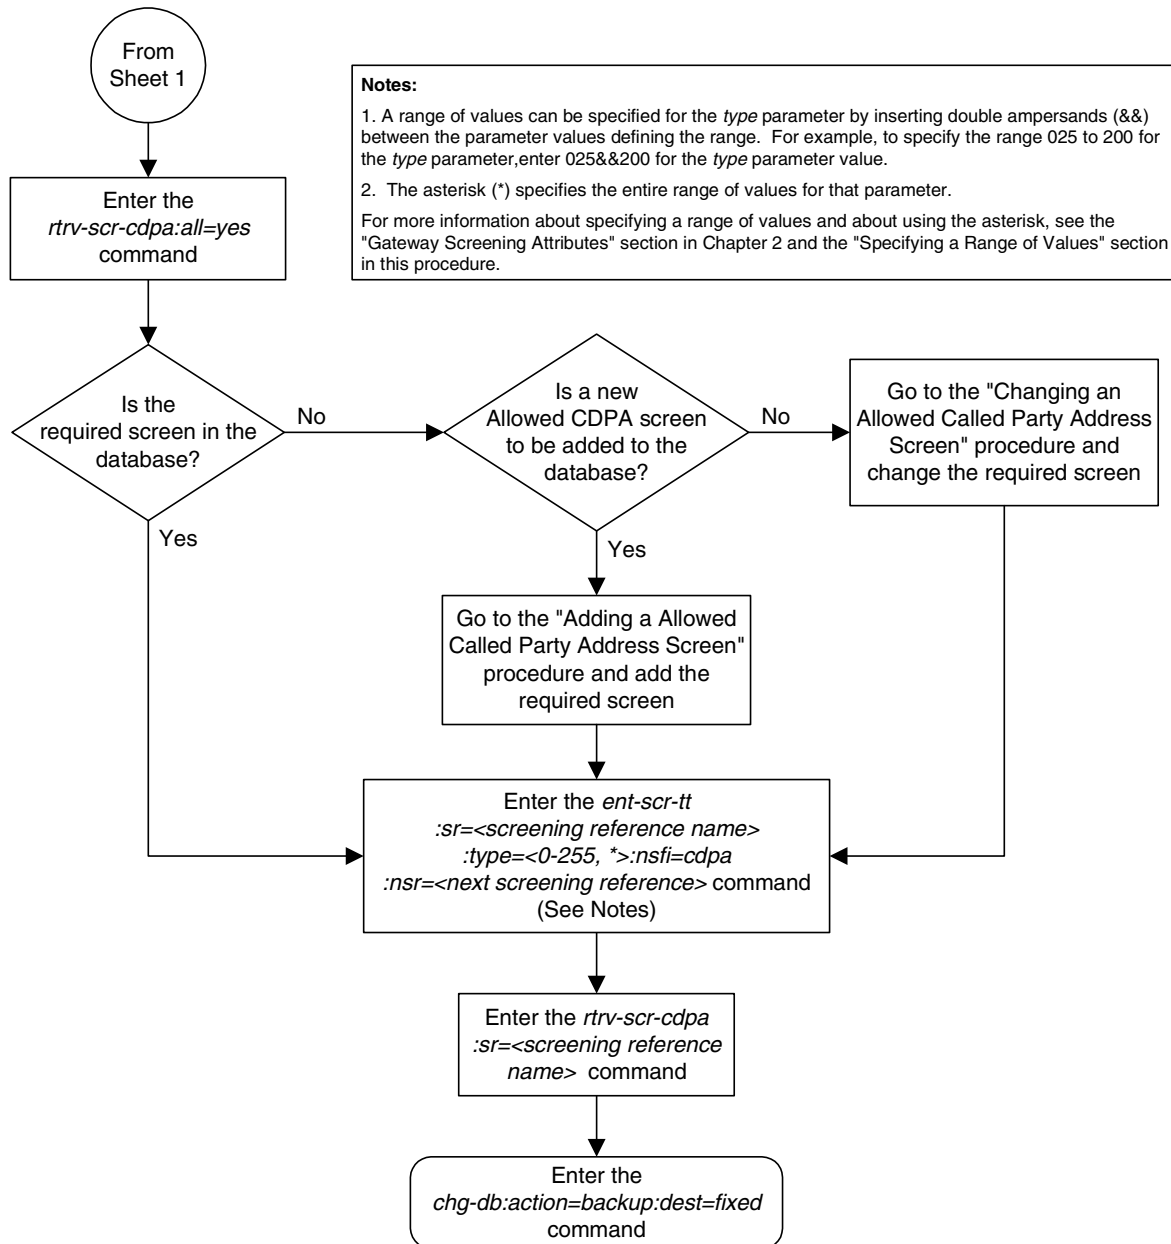 From
Sheet 1
Notes:
1. A range of values can be specified for the type parameter by inserting double ampersands (&&)
between the parameter values defining the range. For example, to specify the range 025 to 200 for
the type parameter,enter 025&&200 for the type parameter value.
2. The asterisk (*) specifies the entire range of values for that parameter.
For more information about specifying a range of values and about using the asterisk, see the
"Gateway Screening Attributes" section in Chapter 2 and the "Specifying a Range of Values" section
in this procedure.
Enter the
rtrv-scr-cdpa:all=yes
command
Is the
required screen in the
database?
No
Yes
Is a new
Allowed CDPA screen
to be added to the
database?
No
Yes
Go to the "Changing an
Allowed Called Party Address
Screen" procedure and
change the required screen
Go to the "Adding a Allowed
Called Party Address Screen"
procedure and add the
required screen
Enter the ent-scr-tt
:sr=<screening reference name>
:type=<0-255, *>:nsfi=cdpa
:nsr=<next screening reference> command
(See Notes)
Enter the rtrv-scr-cdpa
:sr=<screening reference
name> command
Enter the
chg-db:action=backup:dest=fixed
command